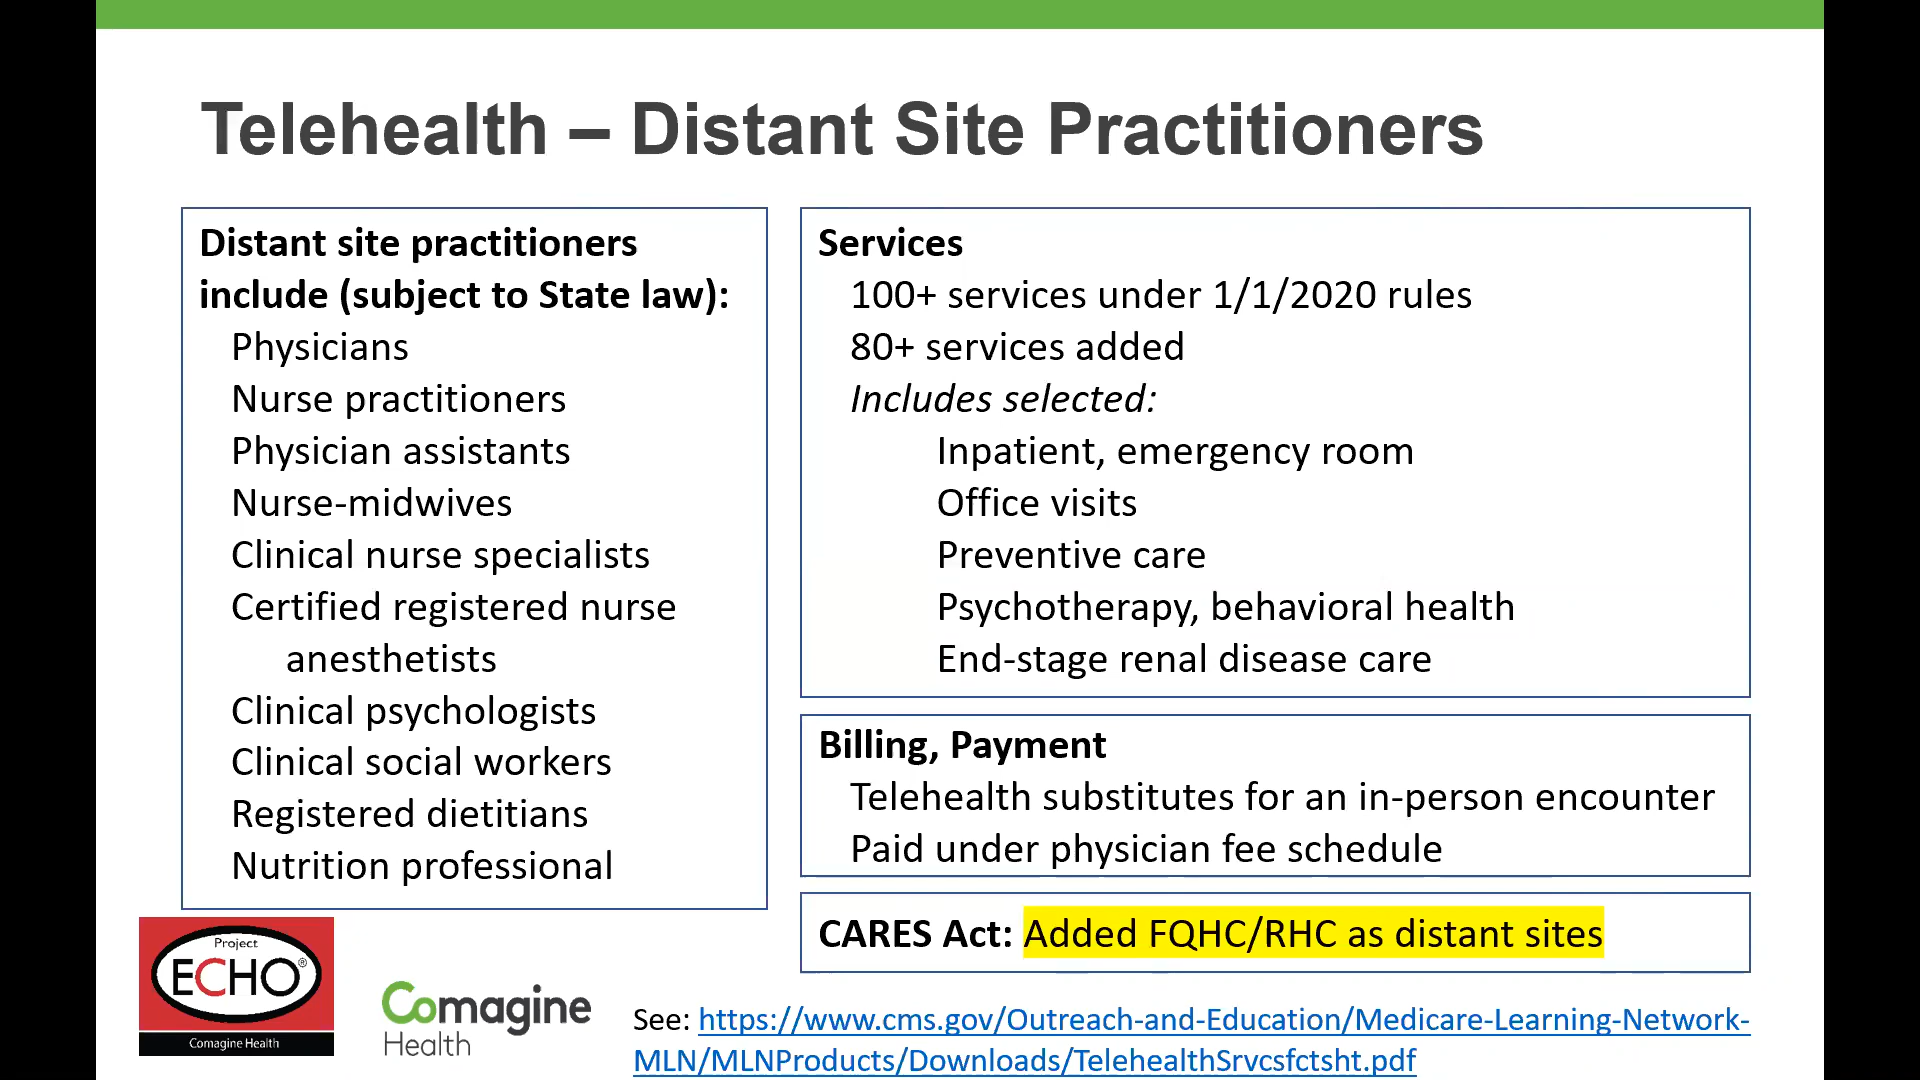 Telehealth – Distant Site Practitioners
Distant site practitioners
include (subject to State law):
Physicians
Nurse practitioners
Physician assistants
Nurse-midwives
Clinical nurse specialists
Certified registered nurse
anesthetists
Clinical psychologists
Clinical social workers
Registered dietitians
Nutrition professional
Services
100+ services under 1/1/2020 rules
80+ services added
Includes selected:
Inpatient, emergency room
Office visits
Preventive care
Psychotherapy, behavioral health
End-stage renal disease care
Billing, Payment
Telehealth substitutes for an in-person encounter
Paid under physician fee schedule
CARES Act: Added FQHC/RHC as distant sites
Project
ECHO®
Comagine Health
Comagine
Health
See: https://www.cms.gov/Outreach-and-Education/Medicare-Learning-Network-
MLN/MLNProducts/Downloads/TelehealthSrvcsfctsht.pdf